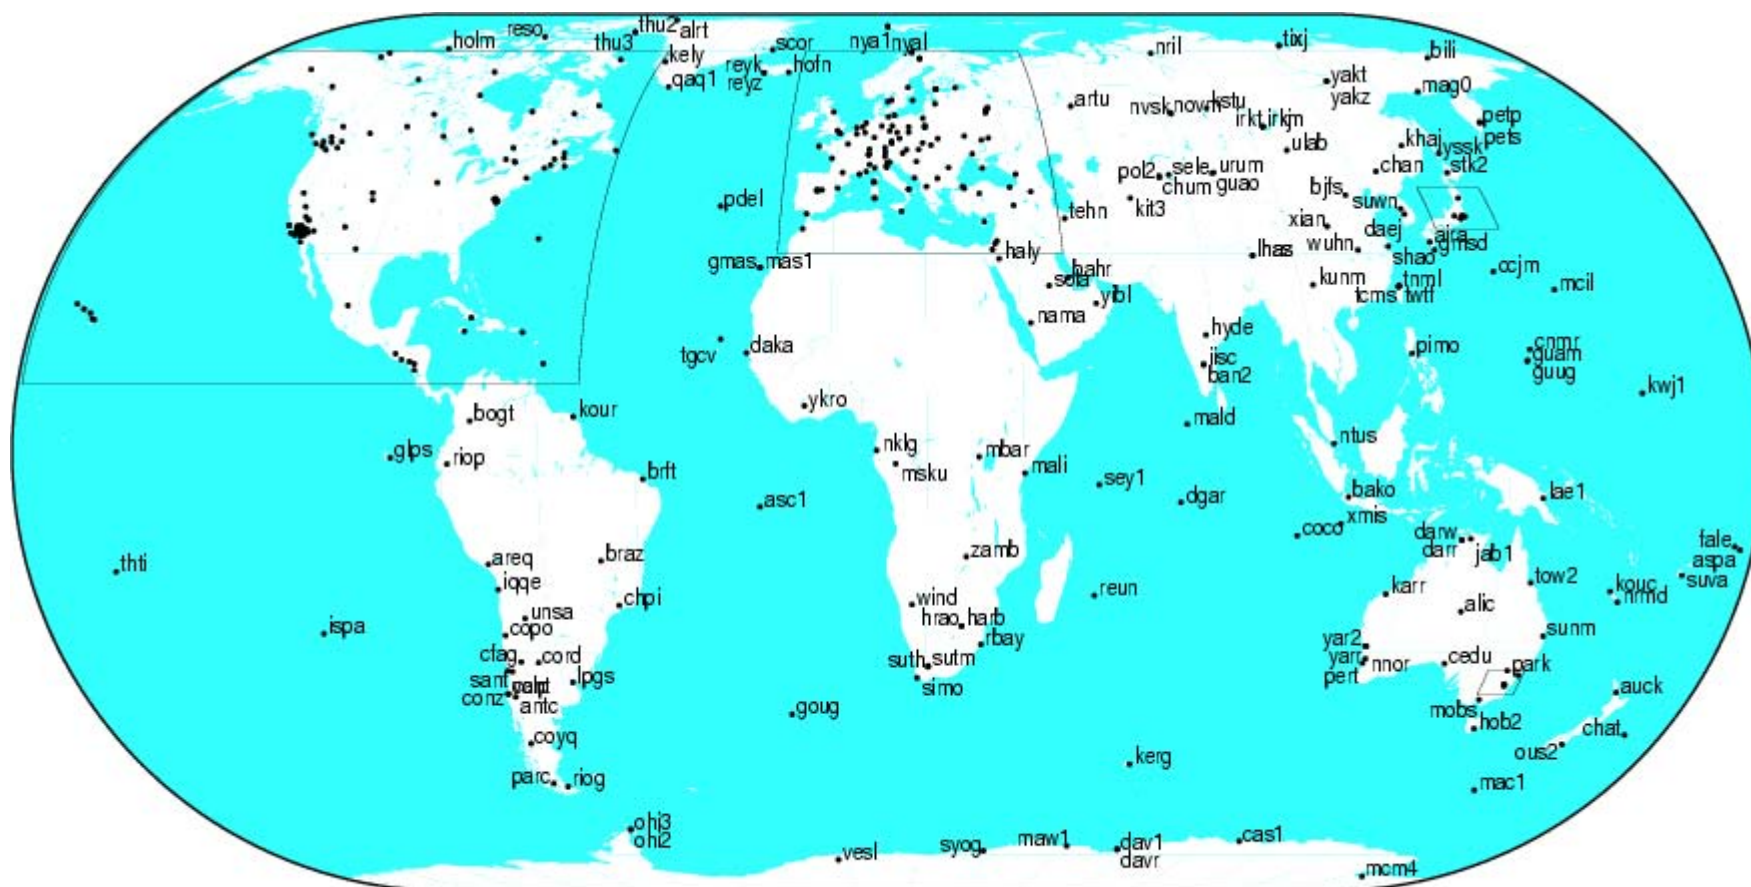 thu2
reso
alrt
holm
thu3
kely
scor
nya1
nyal
nril
tixj
bili
reyk
hofn
reyz
qaq1
yakt
yakz
mag0
artu
nvsk
novm
kstu
irkt
irkjm
petp
pets
khaj
yssk
ulab
stk2
chan
pol2
sele
urum
chum
guao
bjfs
kit3
suwn
pdel
tehn
xian
daej
aira
gmsd
wuhn
shao
haly
lhas
gmas
mas1
bahr
sola
kunm
tnml
ccjm
mcil
tcms
twtf
yibl
nama
hyde
tgcv
daka
jisc
ban2
pimo
cnmr
guam
guug
kwj1
ykro
bogt
kour
mald
glps
riop
nklg
mbar
ntus
msku
mali
brft
sey1
asc1
dgar
bako
lae1
xmis
coco
darw
darr
jab1
fale
aspa
suva
thti
areq
braz
zamb
iqqe
reun
karr
tow2
kouc
nrmd
chpi
wind
alic
unsa
hrao
harb
ispa
copo
rbay
yar2
sunm
cfag
cord
suth
sutm
yarr
nnor
cedu
park
sant
lpgs
simo
pert
conz
antc
auck
goug
mobs
hob2
chat
coyq
ous2
kerg
parc
riog
mac1
ohi3
ohi2
vesl
syog
maw1
dav1
davr
cas1
mcm4